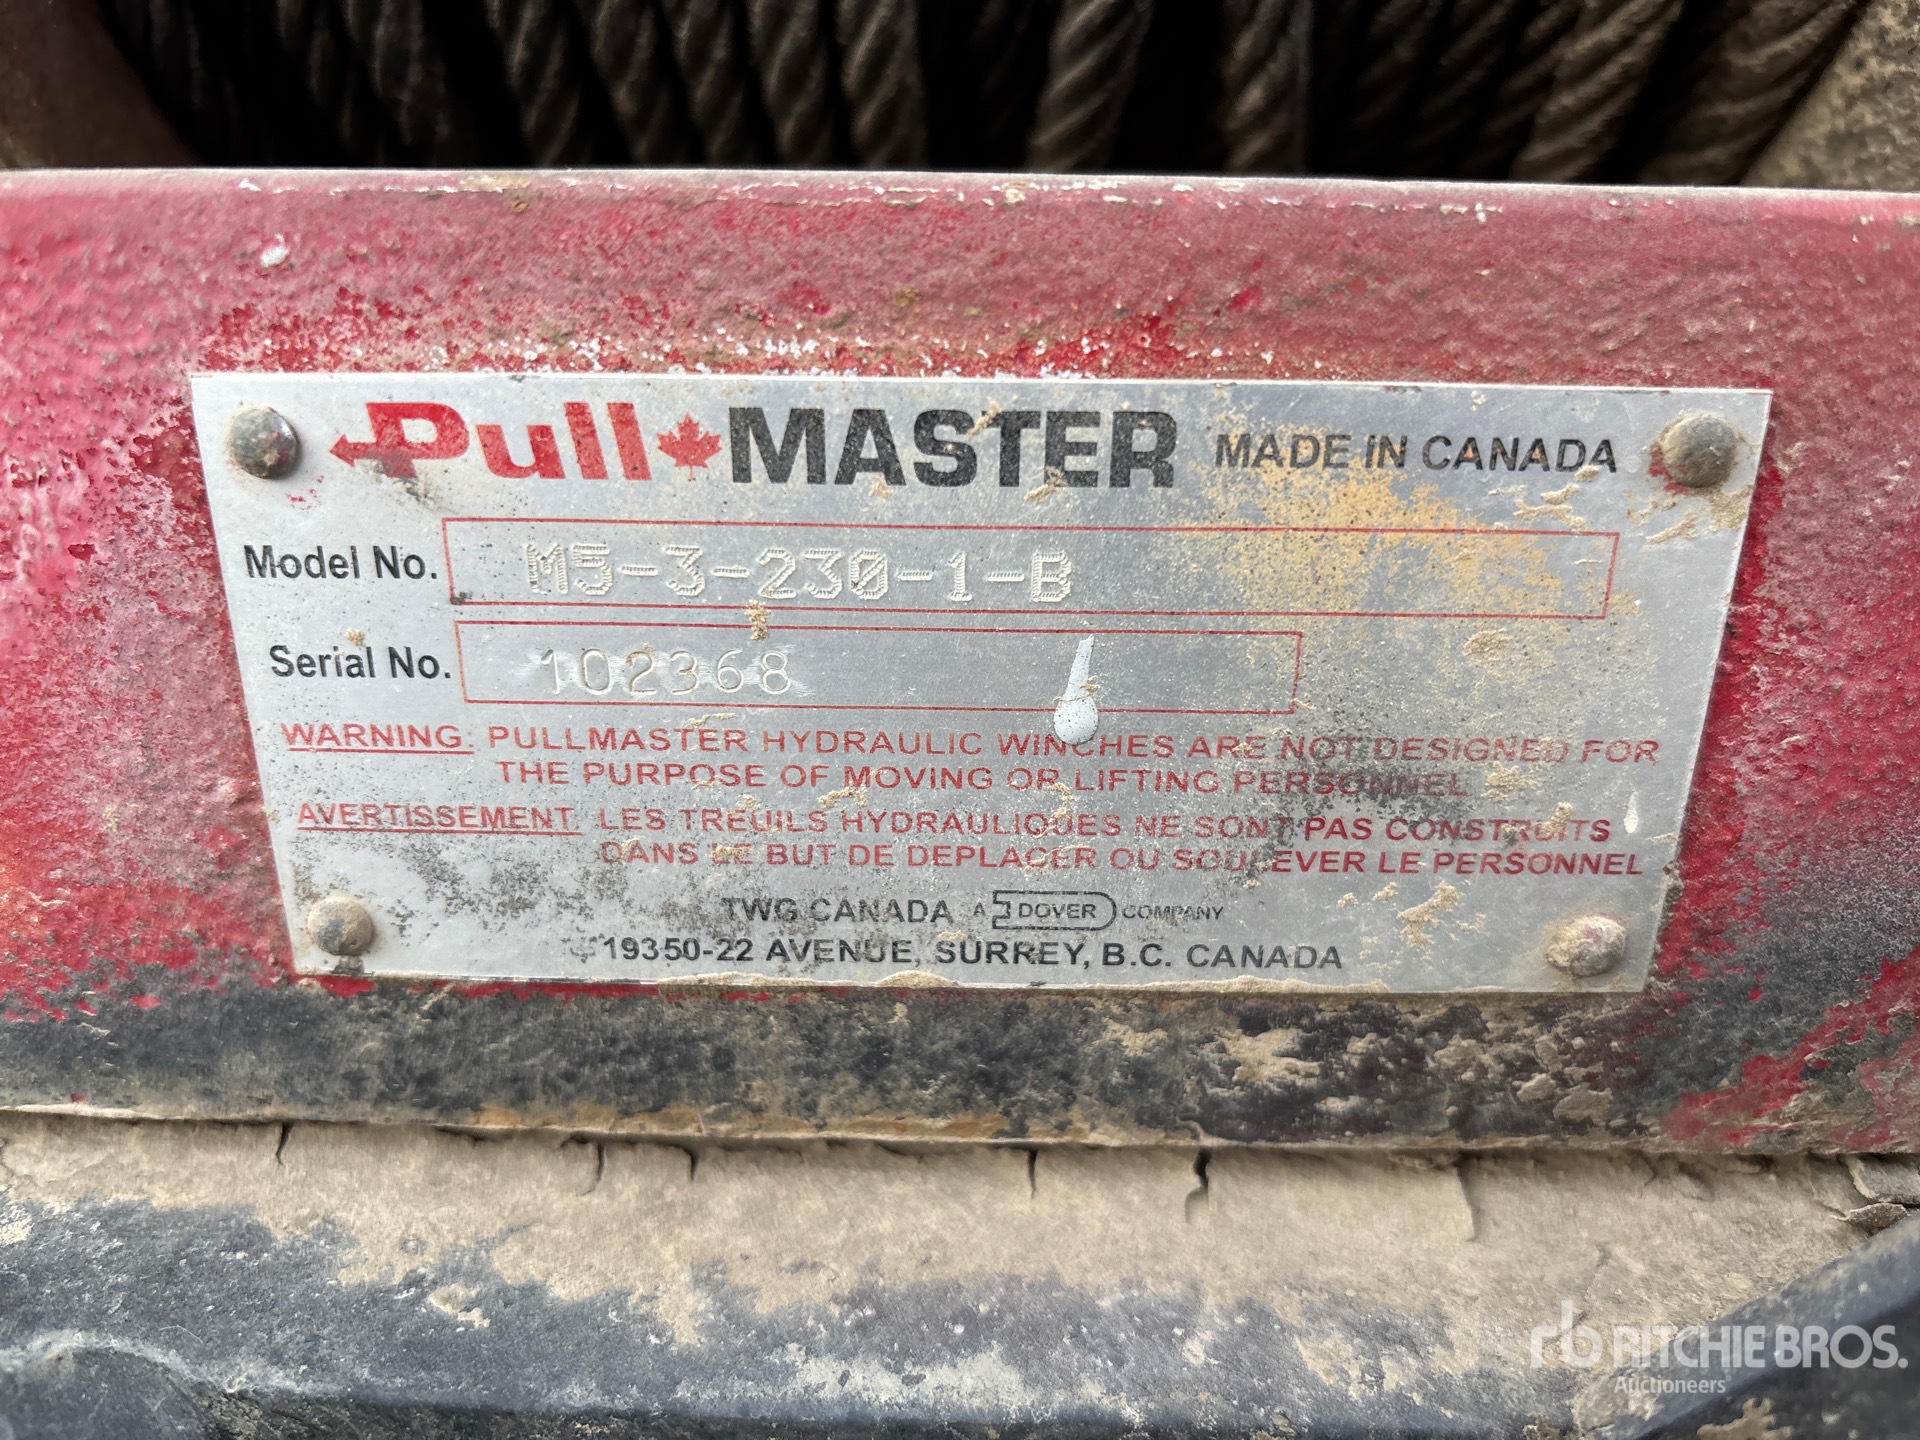 Pull MASTER MADE IN CANADA
Model No. M5-3-230-1-B
Serial No. 102368
WARNING: PULLMASTER HYDRAULIC WINCHES ARE NOT DESIGNED FOR
THE PURPOSE OF MOVING OR LIFTING PERSONNEL
AVERTISSEMENT: LES TREUILS HYDRAULIQUES NE SONT PAS CONSTRUITS
DANS LE BUT DE DEPLACER OU SOULEVER LE PERSONNEL
TWG CANADA A DOVER COMPANY
19350-22 AVENUE, SURREY, B.C. CANADA
rb RITCHIE BROS.
Auctioneers